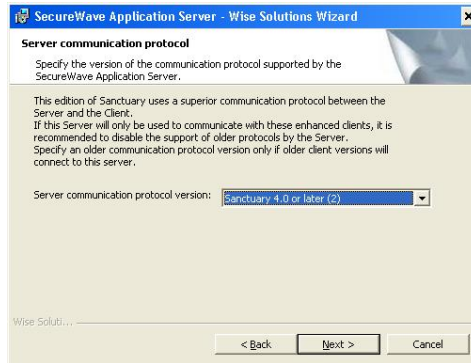 SecureWave Application Server - Wise Solutions Wizard
Server communication protocol
Specify the version of the communication protocol supported by the
SecureWave Application Server.
This edition of Sanctuary uses a superior communication protocol between the
Server and the Client.
If this Server will only be used to communicate with these enhanced clients, it is
recommended to disable the support of older protocols by the Server.
Specify an older communication protocol version only if older client versions will
connect to this server.
Server communication protocol version: Sanctuary 4.0 or later (2)
Wise Soluti...
< Back Next > Cancel